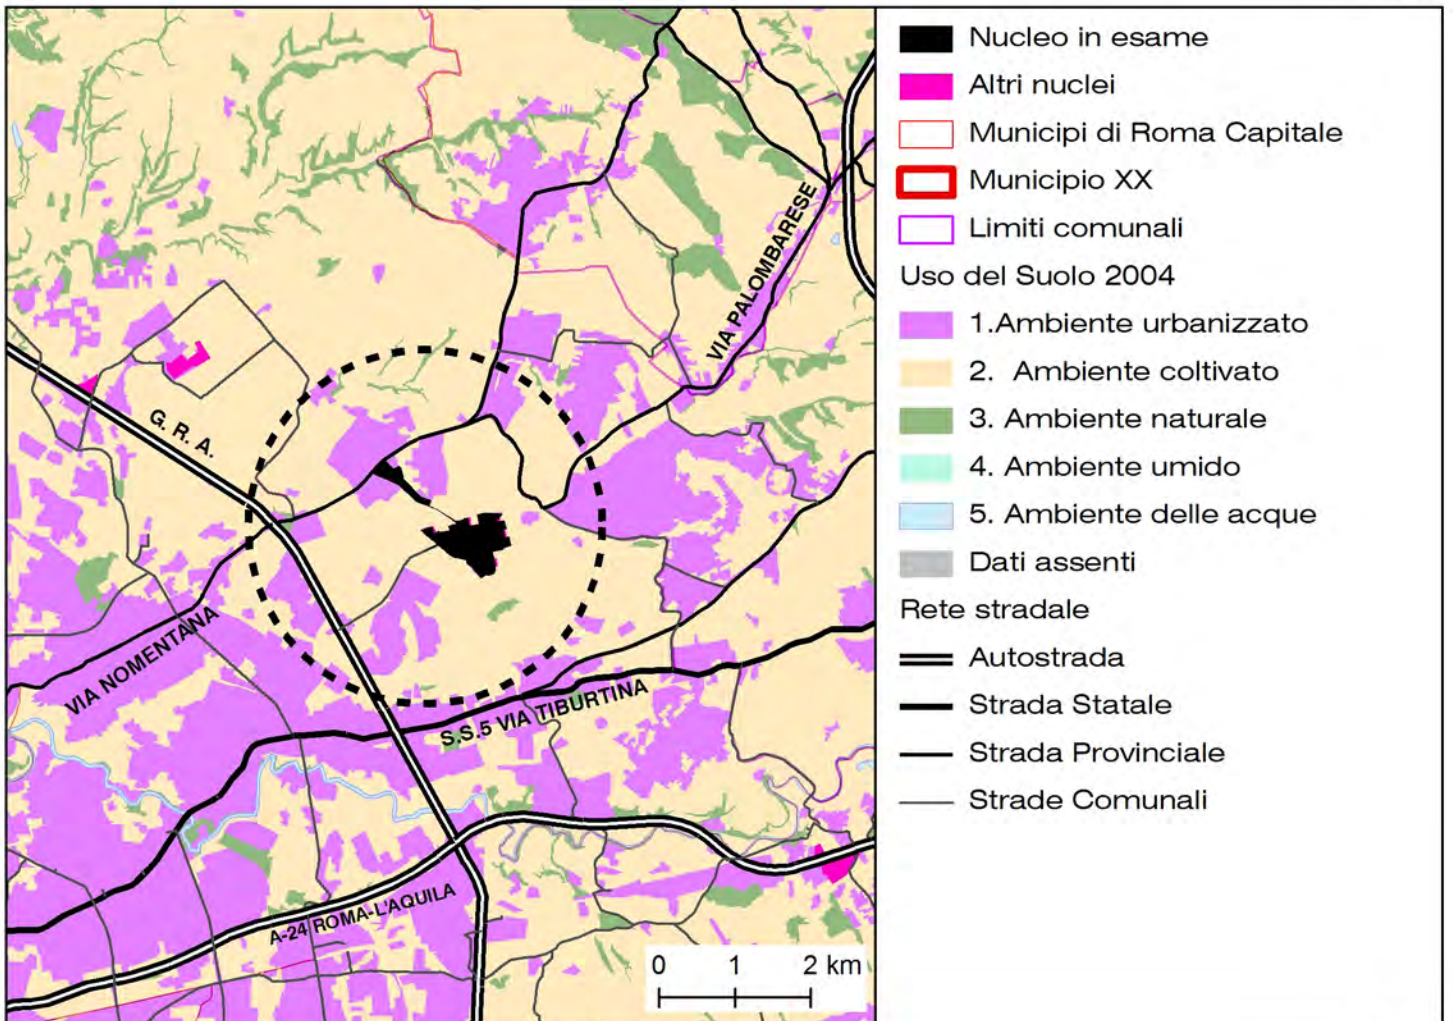 VIA PALOMBARESE
G. R. A.
VIA NOMENTANA
S.S.5 VIA TIBURTINA
A-24 ROMA-L'AQUILA
0 1 2 km
Nucleo in esame
Altri nuclei
Municipi di Roma Capitale
Municipio XX
Limiti comunali
Uso del Suolo 2004
1.Ambiente urbanizzato
2. Ambiente coltivato
3. Ambiente naturale
4. Ambiente umido
5. Ambiente delle acque
Dati assenti
Rete stradale
Autostrada
Strada Statale
Strada Provinciale
Strade Comunali